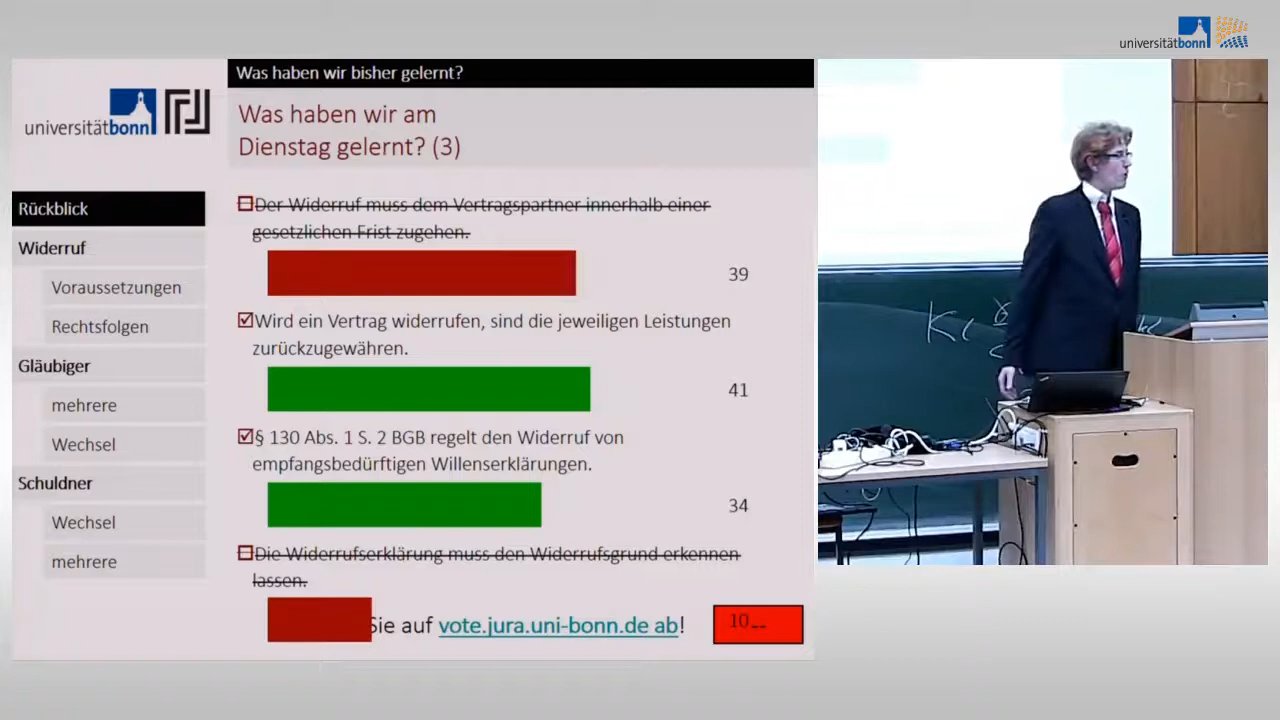 universitätbonn
Was haben wir bisher gelernt?
universitätbonn
Was haben wir am
Dienstag gelernt? (3)
Rückblick
Widerruf
Voraussetzungen
Rechtsfolgen
Gläubiger
mehrere
Wechsel
Schuldner
Wechsel
mehrere
Der Widerruf muss dem Vertragspartner innerhalb einer
gesetzlichen Frist zugehen.
39
Wird ein Vertrag widerrufen, sind die jeweiligen Leistungen
zurückzugewähren.
41
§ 130 Abs. 1 S. 2 BGB regelt den Widerruf von
empfangsbedürftigen Willenserklärungen.
34
Die Widerrufserklärung muss den Widerrufsgrund erkennen
lassen.
Sie auf vote.jura.uni-bonn.de ab!
10